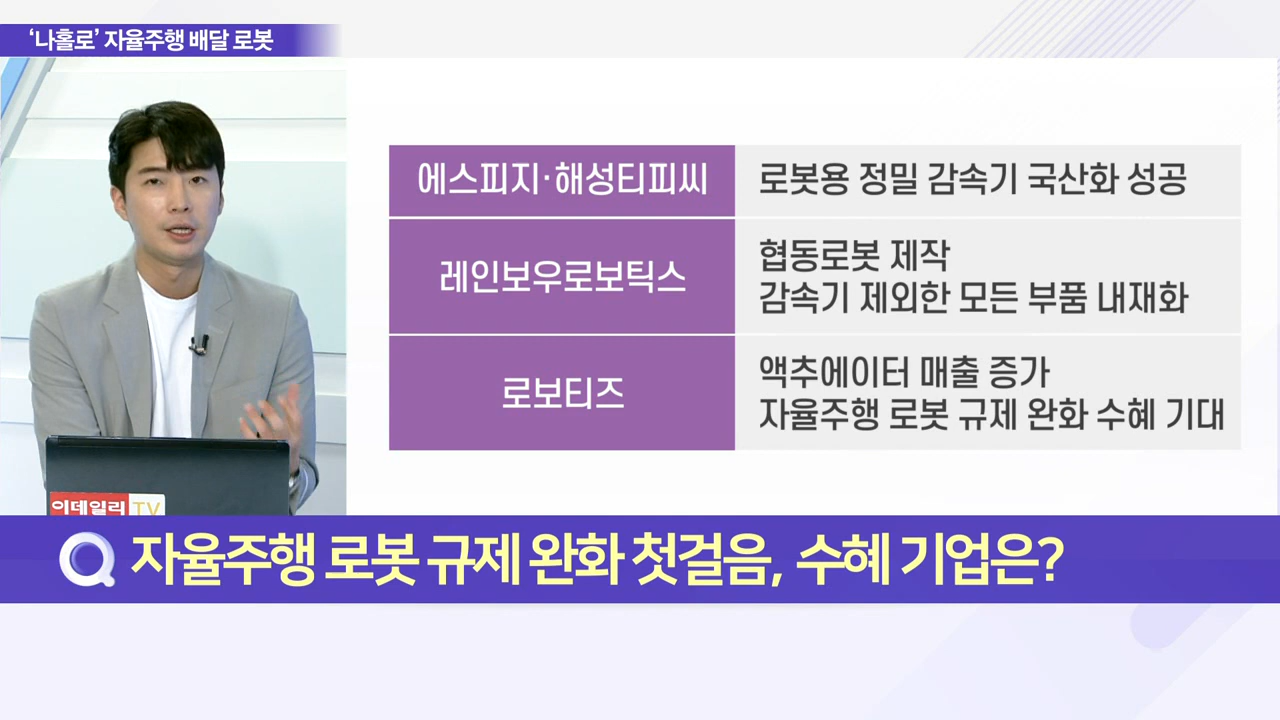 ‘나홀로’ 자율주행 배달 로봇
에스피지·해성티피씨
로봇용 정밀 감속기 국산화 성공
레인보우로보틱스
협동로봇 제작
감속기 제외한 모든 부품 내재화
로보티즈
액추에이터 매출 증가
자율주행 로봇 규제 완화 수혜 기대
이데일리 TV
Q 자율주행 로봇 규제 완화 첫걸음, 수혜 기업은?